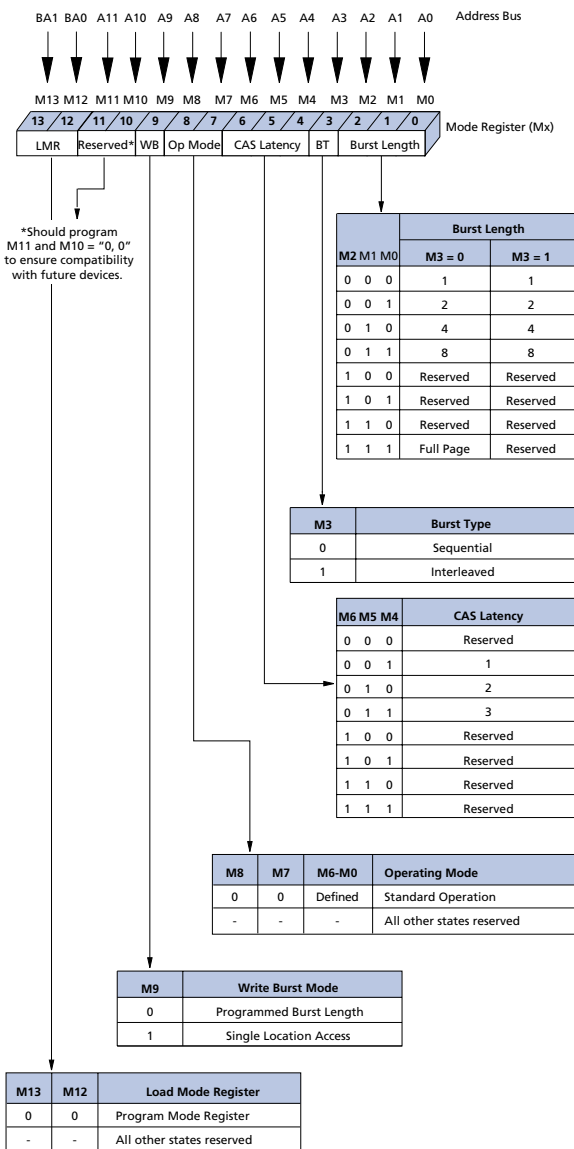 BA1 BA0 A11 A10 A9 A8 A7 A6 A5 A4 A3 A2 A1 A0 Address Bus
M13 M12 M11 M10 M9 M8 M7 M6 M5 M4 M3 M2 M1 M0
13 12 11 10 9 8 7 6 5 4 3 2 1 0 Mode Register (Mx)
LMR Reserved* WB Op Mode CAS Latency BT Burst Length
*Should program
M11 and M10 = "0, 0"
to ensure compatibility
with future devices.
Burst Length
M2 M1 M0 M3 = 0 M3 = 1
0 0 0 1 1
0 0 1 2 2
0 1 0 4 4
0 1 1 8 8
1 0 0 Reserved Reserved
1 0 1 Reserved Reserved
1 1 0 Reserved Reserved
1 1 1 Full Page Reserved
M3 Burst Type
0 Sequential
1 Interleaved
M6 M5 M4 CAS Latency
0 0 0 Reserved
0 0 1 1
0 1 0 2
0 1 1 3
1 0 0 Reserved
1 0 1 Reserved
1 1 0 Reserved
1 1 1 Reserved
M8 M7 M6-M0 Operating Mode
0 0 Defined Standard Operation
- - - All other states reserved
M9 Write Burst Mode
0 Programmed Burst Length
1 Single Location Access
M13 M12 Load Mode Register
0 0 Program Mode Register
- - All other states reserved